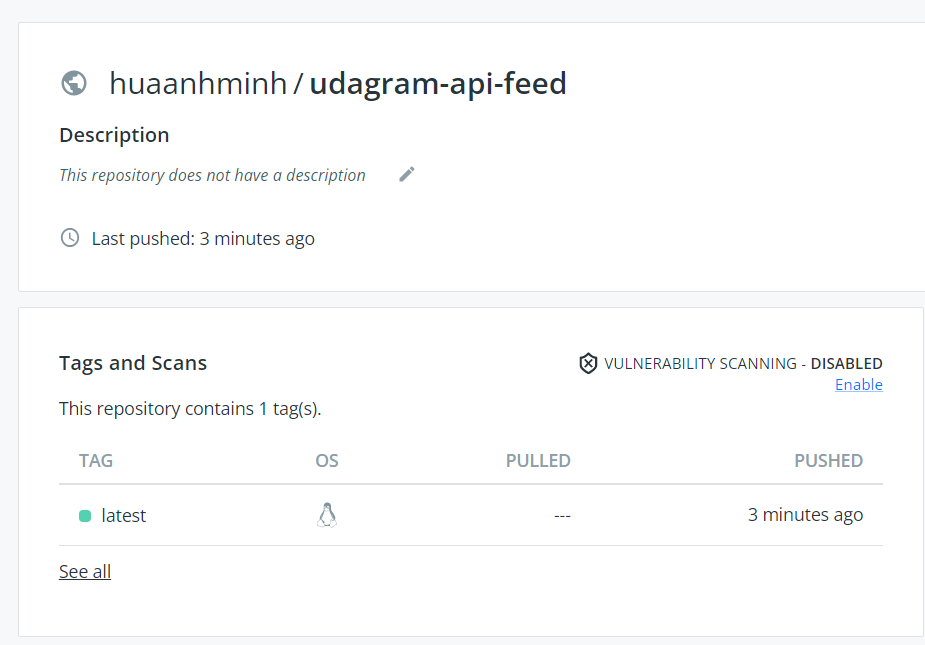 huaanhminh / udagram-api-feed
Description
This repository does not have a description
Last pushed: 3 minutes ago
Tags and Scans
VULNERABILITY SCANNING - DISABLED
Enable
This repository contains 1 tag(s).
TAG OS PULLED PUSHED
latest --- 3 minutes ago
See all